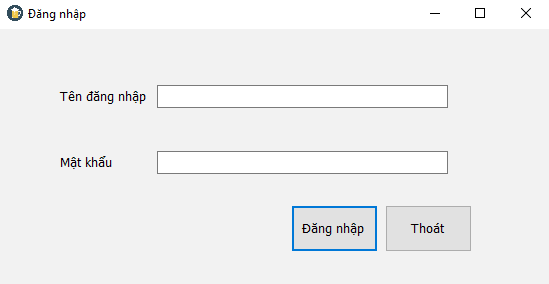 Đăng nhập
Tên đăng nhập
Mật khẩu
Đăng nhập Thoát